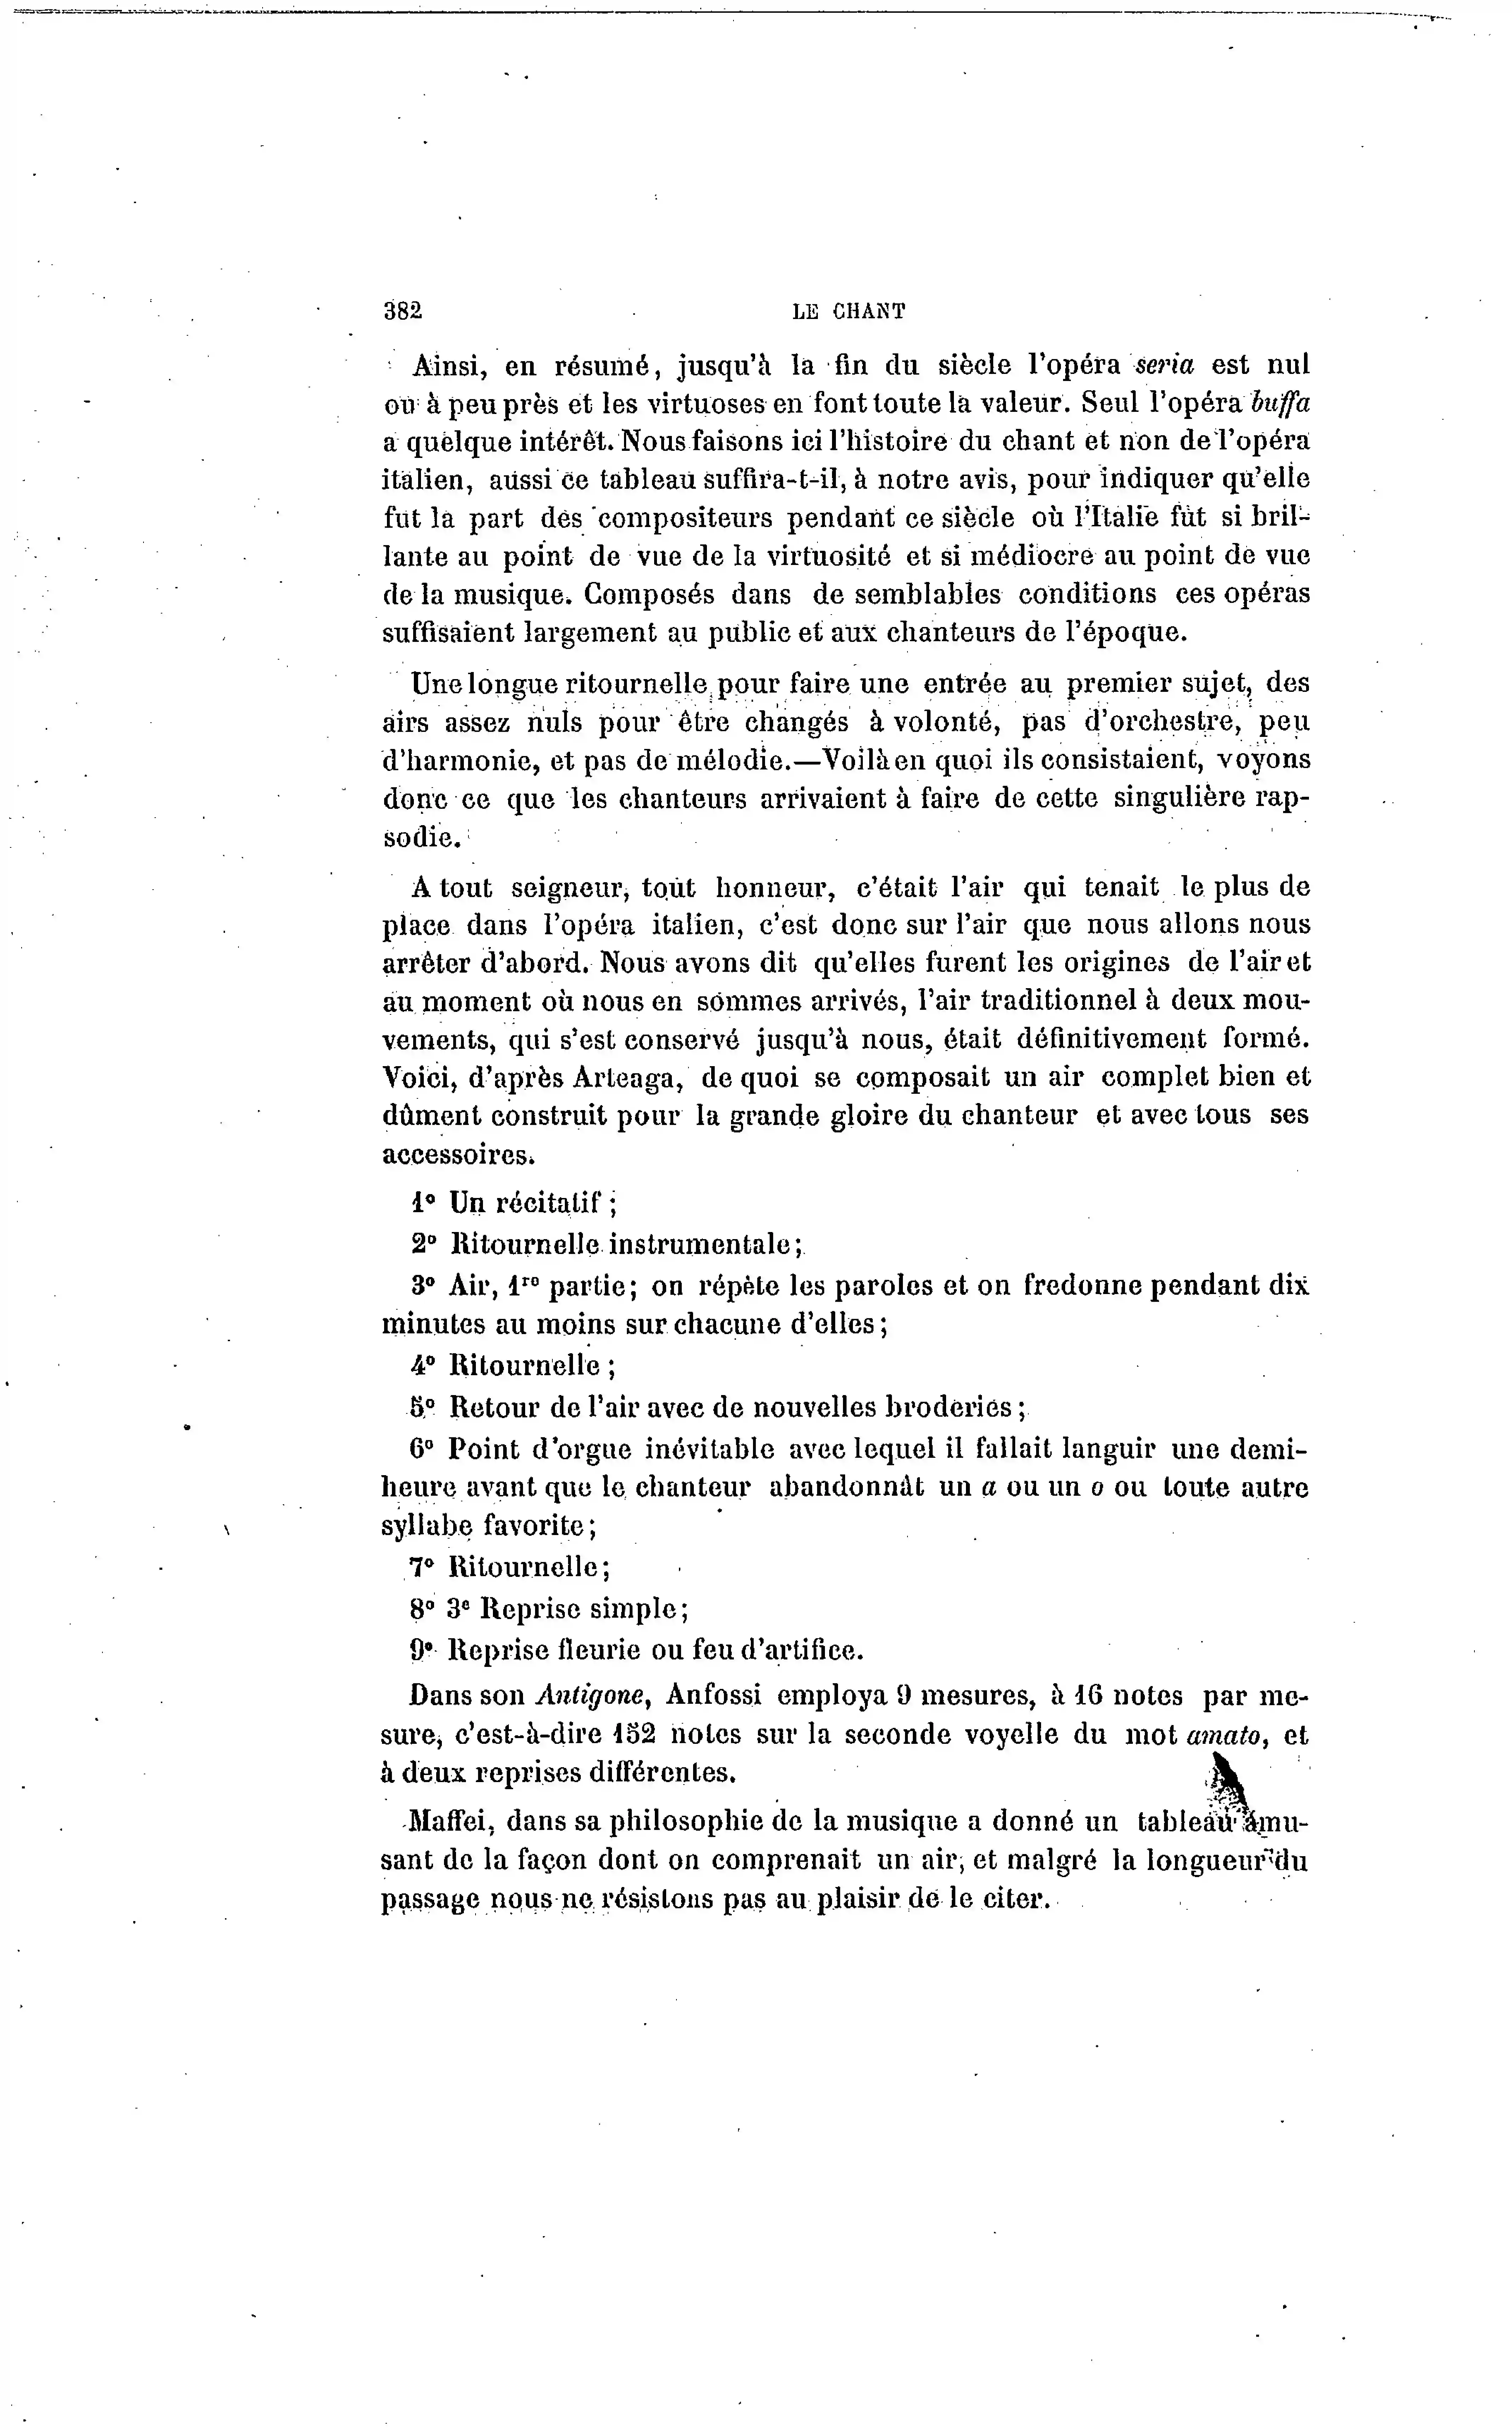 382 LE CHANT
Ainsi, en résumé, jusqu'à la fin du siècle l'opéra seria est nul
ou à peu près et les virtuoses en font toute la valeur. Seul l'opéra buffa
a quelque intérêt. Nous faisons ici l'histoire du chant et non de l'opéra
italien, aussi ce tableau suffira-t-il, à notre avis, pour indiquer qu'elle
fut la part des compositeurs pendant ce siècle où l'Italie fut si bril-
lante au point de vue de la virtuosité et si médiocre au point de vue
de la musique. Composés dans de semblables conditions ces opéras
suffisaient largement au public et aux chanteurs de l'époque.
Une longue ritournelle pour faire une entrée au premier sujet, des
airs assez nuls pour être changés à volonté, pas d'orchestre, peu
d'harmonie, et pas de mélodie.—Voilà en quoi ils consistaient, voyons
donc ce que les chanteurs arrivaient à faire de cette singulière rap-
sodie.
A tout seigneur, tout honneur, c'était l'air qui tenait le plus de
place dans l'opéra italien, c'est donc sur l'air que nous allons nous
arrêter d'abord. Nous avons dit qu'elles furent les origines de l'air et
au moment où nous en sommes arrivés, l'air traditionnel à deux mou-
vements, qui s'est conservé jusqu'à nous, était définitivement formé.
Voici, d'après Arteaga, de quoi se composait un air complet bien et
dûment construit pour la grande gloire du chanteur et avec tous ses
accessoires.
1° Un récitatif ;
2° Ritournelle instrumentale ;
3° Air, 1re partie ; on répète les paroles et on fredonne pendant dix
minutes au moins sur chacune d'elles ;
4° Ritournelle ;
5° Retour de l'air avec de nouvelles broderies ;
6° Point d'orgue inévitable avec lequel il fallait languir une demi-
heure avant que le chanteur abandonnât un a ou un o ou toute autre
syllabe favorite ;
7° Ritournelle ;
8° 3e Reprise simple ;
9° Reprise fleurie ou feu d'artifice.
Dans son Antigone, Anfossi employa 9 mesures, à 16 notes par me-
sure, c'est-à-dire 152 notes sur la seconde voyelle du mot amato, et
à deux reprises différentes.
Maffei, dans sa philosophie de la musique a donné un tableau amu-
sant de la façon dont on comprenait un air, et malgré la longueur du
passage nous ne résistons pas au plaisir de le citer.